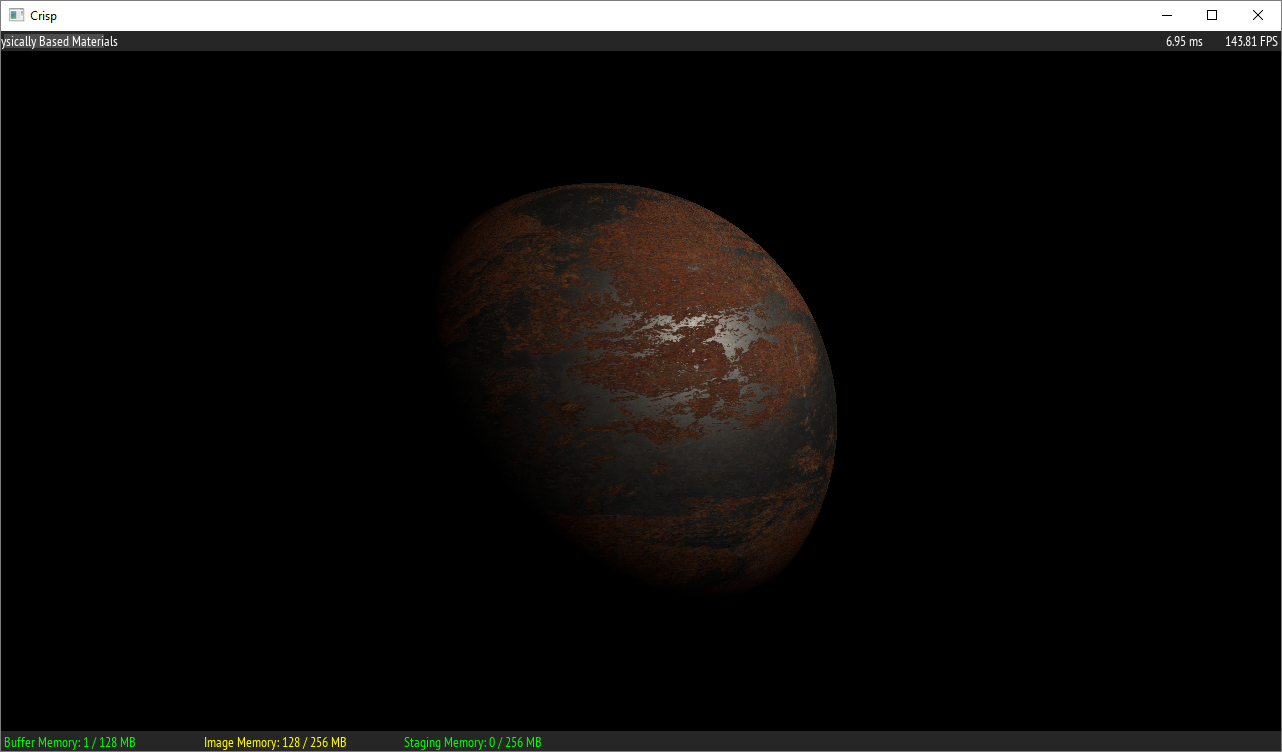 Crisp
ysically Based Materials 6.95 ms 143.81 FPS
Buffer Memory: 1 / 128 MB Image Memory: 128 / 256 MB Staging Memory: 0 / 256 MB